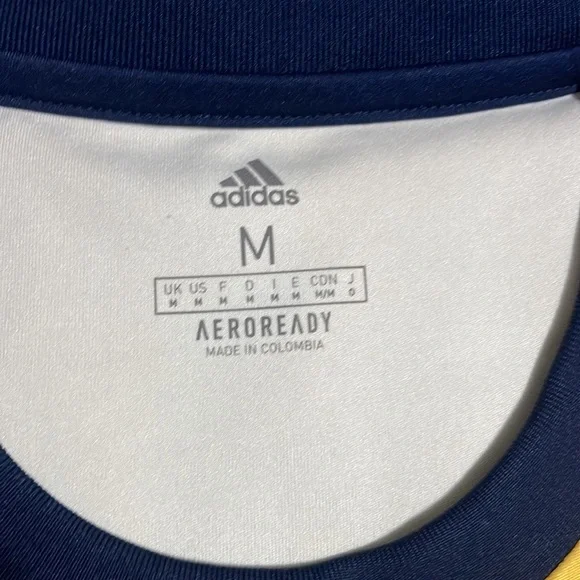 adidas
M
UK US F D I E CDN J
M M M M M M M/M O
AEROREADY
MADE IN COLOMBIA